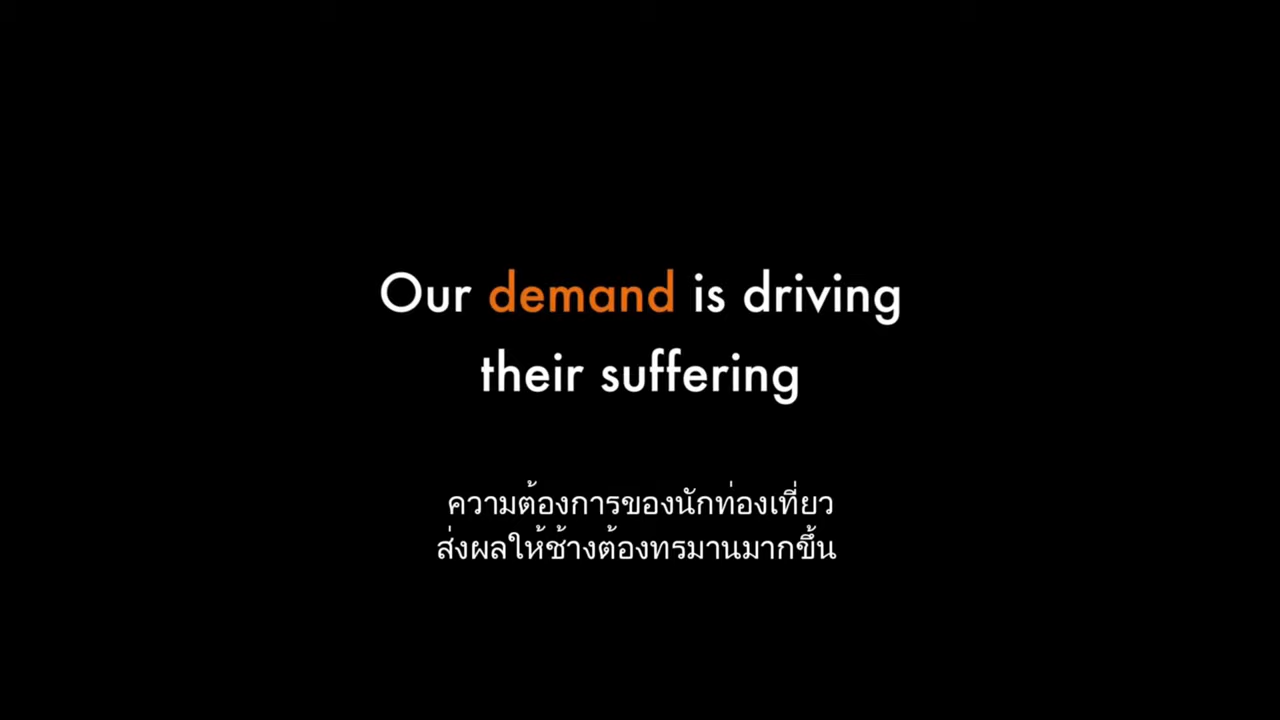 Our demand is driving
their suffering
ความต้องการของนักท่องเที่ยว
ส่งผลให้ช้างต้องทรมานมากขึ้น